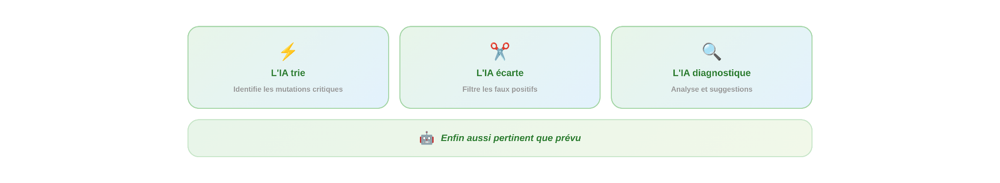 L'IA trie
Identifie les mutations critiques
L'IA écarte
Filtre les faux positifs
L'IA diagnostique
Analyse et suggestions
Enfin aussi pertinent que prévu